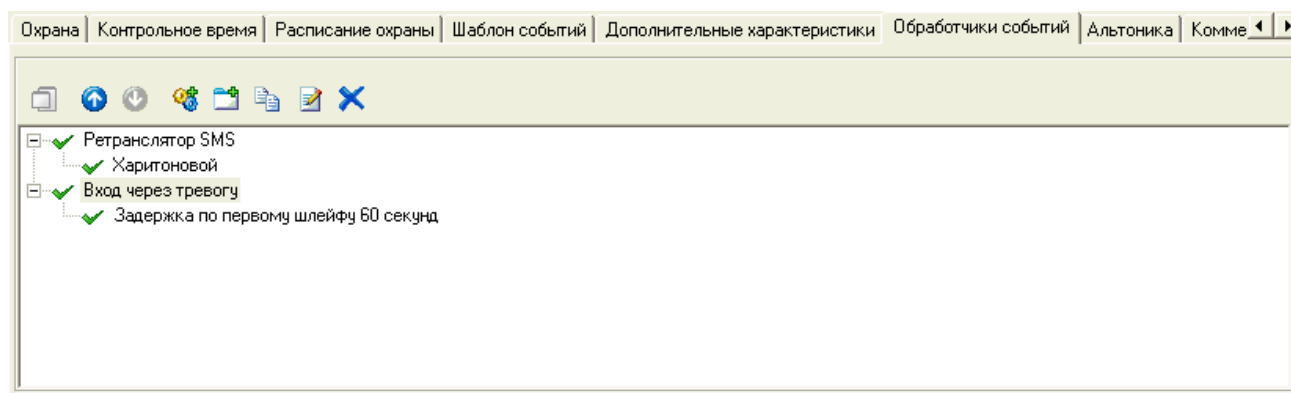 Охрана Контрольное время Расписание охраны Шаблон событий Дополнительные характеристики Обработчики событий Альтоника Комме
Ретранслятор SMS
Харитоновой
Вход через тревогу
Задержка по первому шлейфу 60 секунд